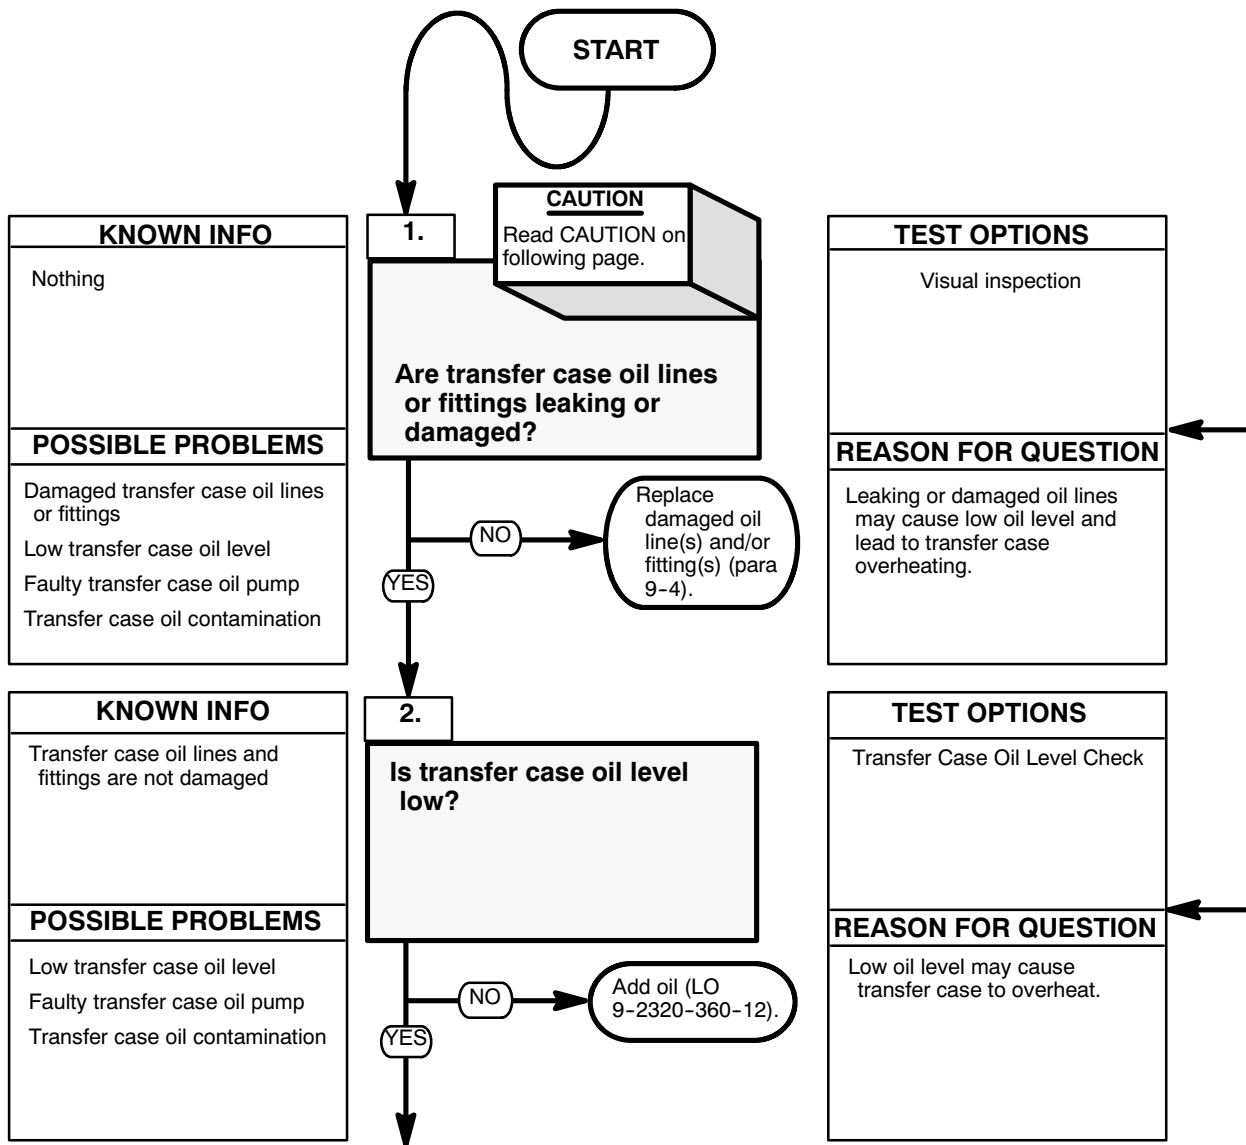 START
CAUTION
Read CAUTION on
following page.
KNOWN INFO
Nothing
POSSIBLE PROBLEMS
Damaged transfer case oil lines
or fittings
Low transfer case oil level
Faulty transfer case oil pump
Transfer case oil contamination
1.
Are transfer case oil lines
or fittings leaking or
damaged?
NO
Replace
damaged oil
line(s) and/or
fitting(s) (para
9-4).
YES
TEST OPTIONS
Visual inspection
REASON FOR QUESTION
Leaking or damaged oil lines
may cause low oil level and
lead to transfer case
overheating.
KNOWN INFO
Transfer case oil lines and
fittings are not damaged
POSSIBLE PROBLEMS
Low transfer case oil level
Faulty transfer case oil pump
Transfer case oil contamination
2.
Is transfer case oil level
low?
NO
Add oil (LO
9-2320-360-12).
YES
TEST OPTIONS
Transfer Case Oil Level Check
REASON FOR QUESTION
Low oil level may cause
transfer case to overheat.